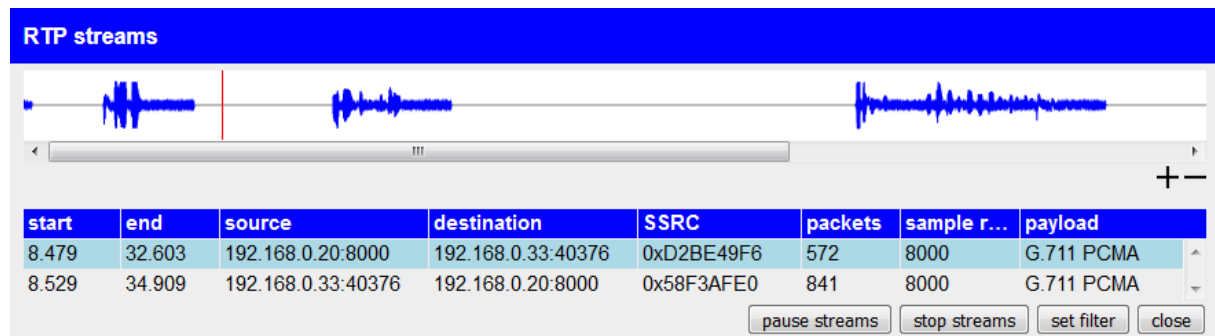 RTP streams
+−
start end source destination SSRC packets sample r... payload
8.479 32.603 192.168.0.20:8000 192.168.0.33:40376 0xD2BE49F6 572 8000 G.711 PCMA
8.529 34.909 192.168.0.33:40376 192.168.0.20:8000 0x58F3AFE0 841 8000 G.711 PCMA
pause streams stop streams set filter close